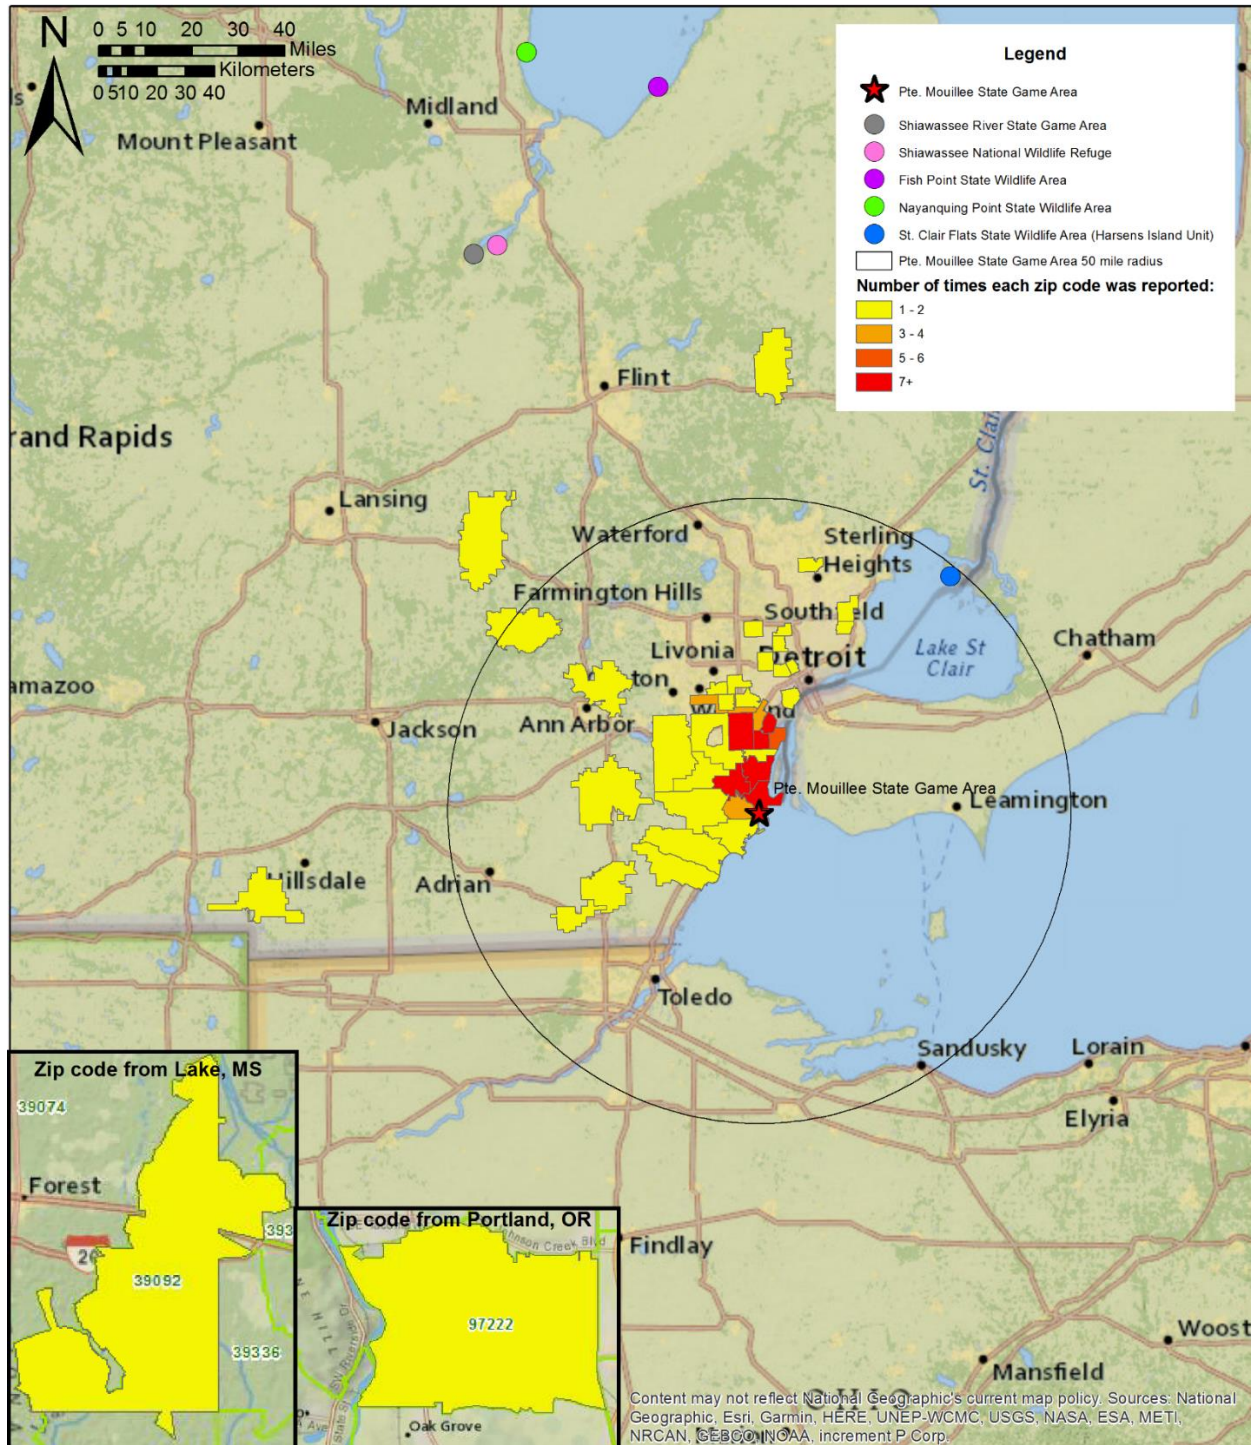 N
0 5 10 20 30 40
Miles
Kilometers
0 5 10 20 30 40
Legend
Pte. Mouillee State Game Area
Shiawassee River State Game Area
Shiawassee National Wildlife Refuge
Fish Point State Wildlife Area
Nayanquing Point State Wildlife Area
St. Clair Flats State Wildlife Area (Harsens Island Unit)
Pte. Mouillee State Game Area 50 mile radius
Number of times each zip code was reported:
1 - 2
3 - 4
5 - 6
7+
Midland
Mount Pleasant
Flint
rand Rapids
Lansing
St. Clair
Waterford
Sterling
Heights
Farmington Hills
Southfield
Livonia
Detroit
Lake St
Clair
Chatham
amazoo
Jackson
Ann Arbor
Pte. Mouillee State Game Area
Leamington
Hillsdale
Adrian
Toledo
Sandusky
Lorain
Elyria
Zip code from Lake, MS
39074
Forest
20
39092
39336
Zip code from Portland, OR
Johnson Creek Blvd
97222
Oak Grove
Findlay
Woost
Mansfield
OHIO
Content may not reflect National Geographic's current map policy. Sources: National
Geographic, Esri, Garmin, HERE, UNEP-WCMC, USGS, NASA, ESA, METI,
NRCAN, GEBCO, NOAA, increment P Corp.